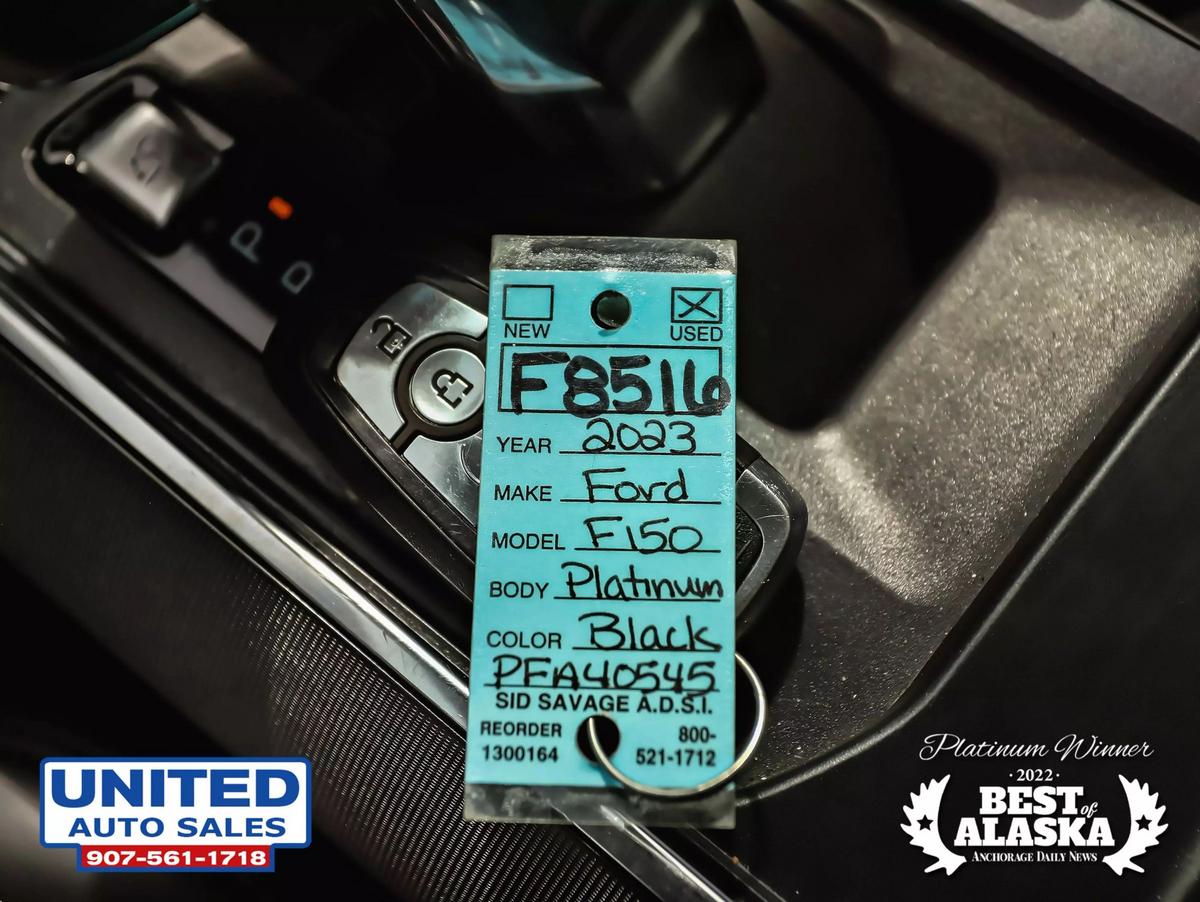 P
D
NEW
USED
F8516
YEAR 2023
MAKE Ford
MODEL F150
BODY Platinum
COLOR Black
PFA40545
SID SAVAGE A.D.S.I.
REORDER 800-
1300164 521-1712
UNITED
AUTO SALES
907-561-1718
Platinum Winner
· 2022 ·
BEST of
ALASKA
ANCHORAGE DAILY NEWS